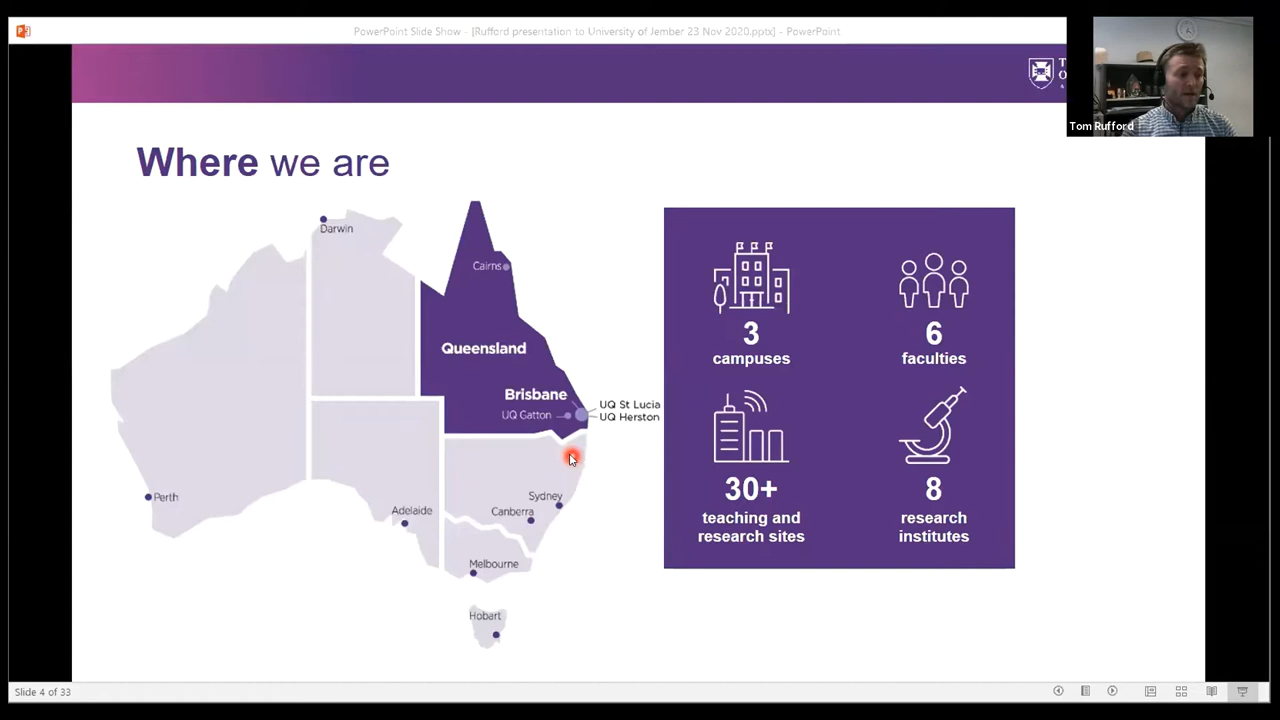 PowerPoint Slide Show - [Rufford presentation to University of Jember 23 Nov 2020.pptx] - PowerPoint
Tom Rufford
Where we are
Darwin
Cairns
Queensland
Brisbane
UQ St Lucia
UQ Gatton
UQ Herston
Perth
Sydney
Adelaide
Canberra
Melbourne
Hobart
3
campuses
6
faculties
30+
teaching and
research sites
8
research
institutes
Slide 4 of 33